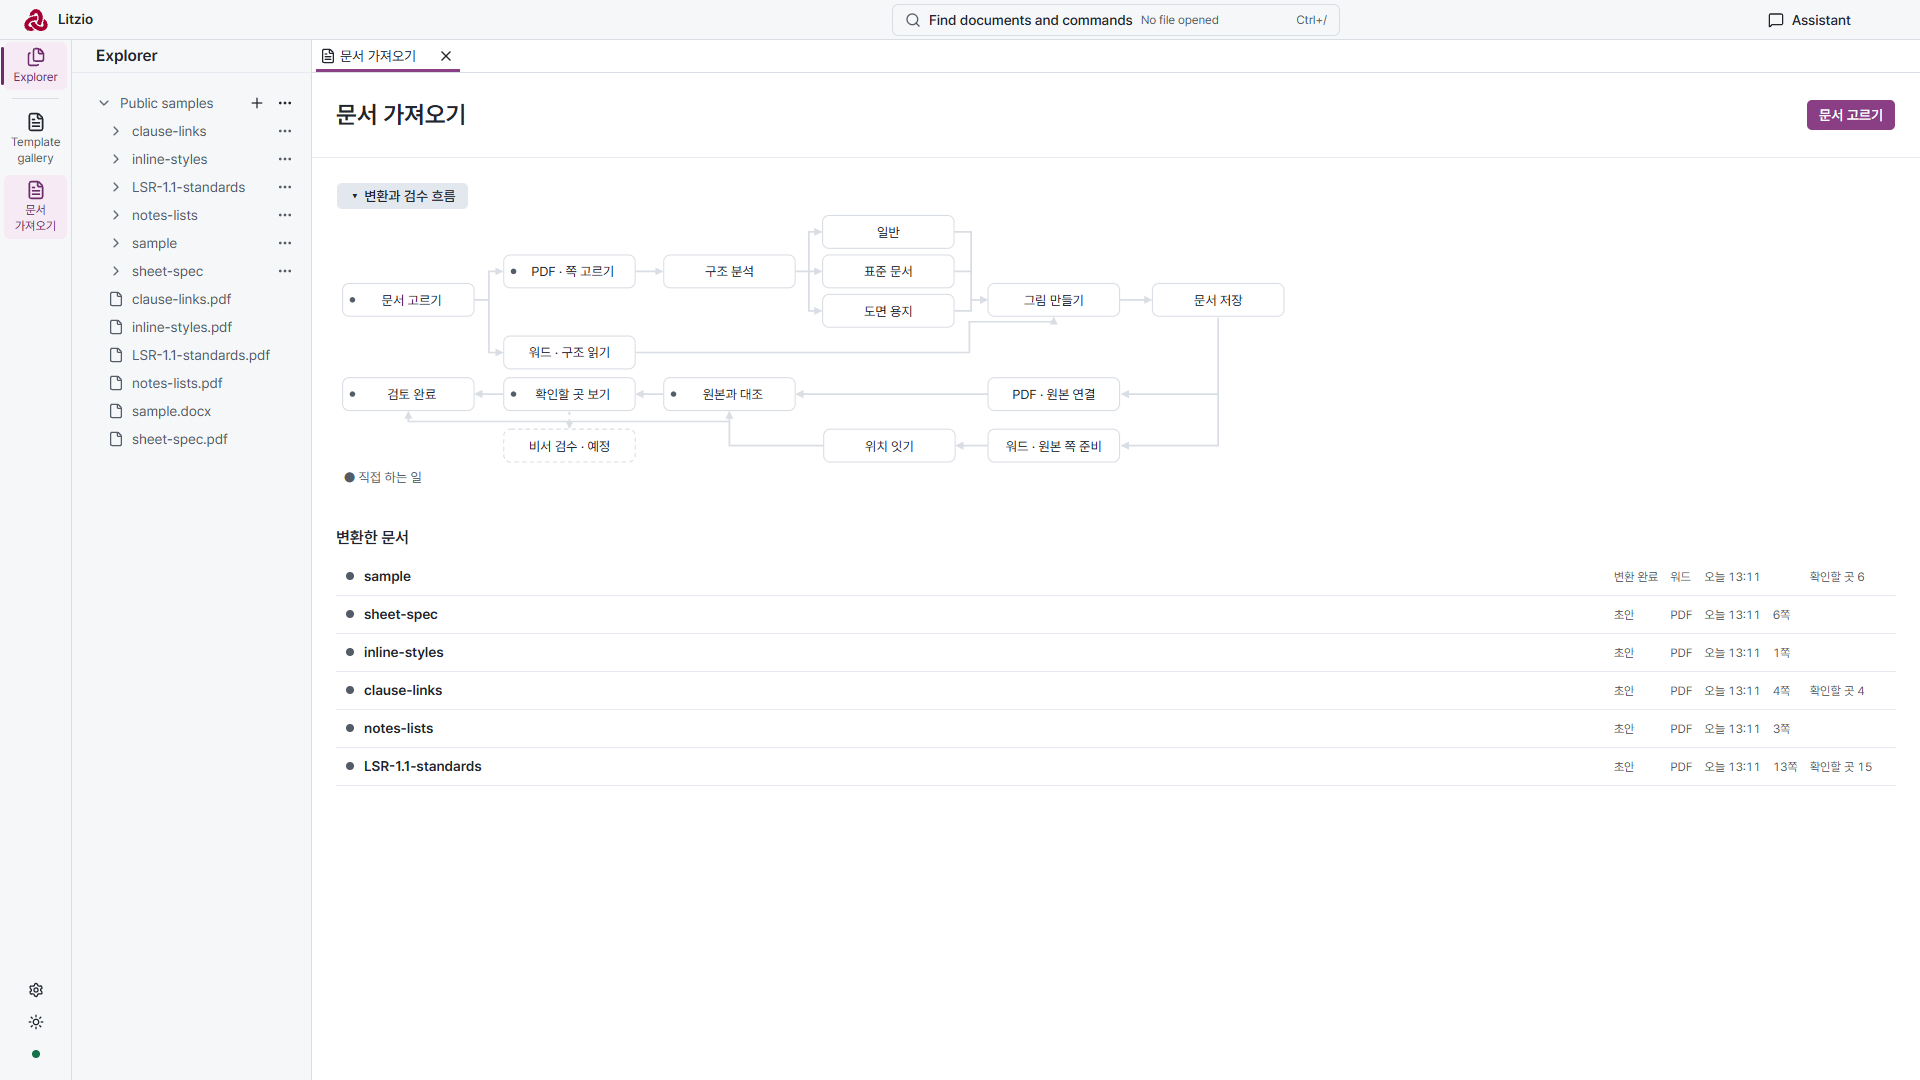 Litzio
Find documents and commands No file opened Ctrl+/
Assistant
Explorer
Template
gallery
문서
가져오기
Explorer
Public samples
clause-links
inline-styles
LSR-1.1-standards
notes-lists
sample
sheet-spec
clause-links.pdf
inline-styles.pdf
LSR-1.1-standards.pdf
notes-lists.pdf
sample.docx
sheet-spec.pdf
문서 가져오기
문서 가져오기
문서 고르기
변환과 검수 흐름
일반
PDF · 쪽 고르기
구조 분석
표준 문서
문서 고르기
도면 용지
그림 만들기
문서 저장
워드 · 구조 읽기
검토 완료
확인할 곳 보기
원본과 대조
PDF · 원본 연결
비서 검수 · 예정
위치 잇기
워드 · 원본 쪽 준비
직접 하는 일
변환한 문서
sample 변환 완료 워드 오늘 13:11 확인할 곳 6
sheet-spec 초안 PDF 오늘 13:11 6쪽
inline-styles 초안 PDF 오늘 13:11 1쪽
clause-links 초안 PDF 오늘 13:11 4쪽 확인할 곳 4
notes-lists 초안 PDF 오늘 13:11 3쪽
LSR-1.1-standards 초안 PDF 오늘 13:11 13쪽 확인할 곳 15